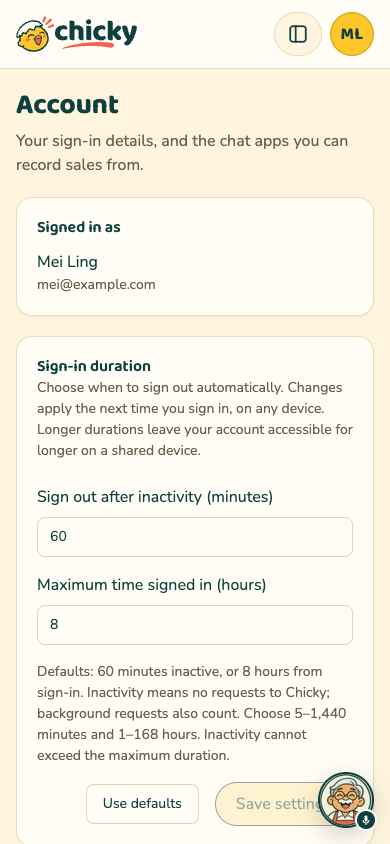 chicky
ML
Account
Your sign-in details, and the chat apps you can
record sales from.
Signed in as
Mei Ling
mei@example.com
Sign-in duration
Choose when to sign out automatically. Changes
apply the next time you sign in, on any device.
Longer durations leave your account accessible for
longer on a shared device.
Sign out after inactivity (minutes)
60
Maximum time signed in (hours)
8
Defaults: 60 minutes inactive, or 8 hours from
sign-in. Inactivity means no requests to Chicky;
background requests also count. Choose 5–1,440
minutes and 1–168 hours. Inactivity cannot
exceed the maximum duration.
Use defaults
Save